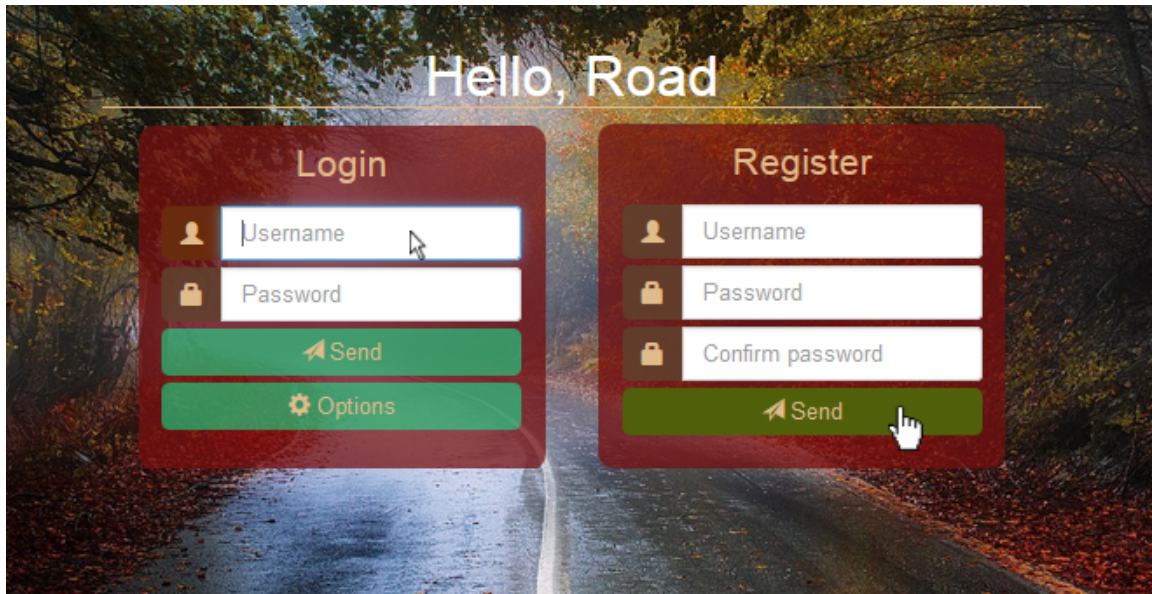 Hello, Road
Login
Username
Password
Send
Options
Register
Username
Password
Confirm password
Send